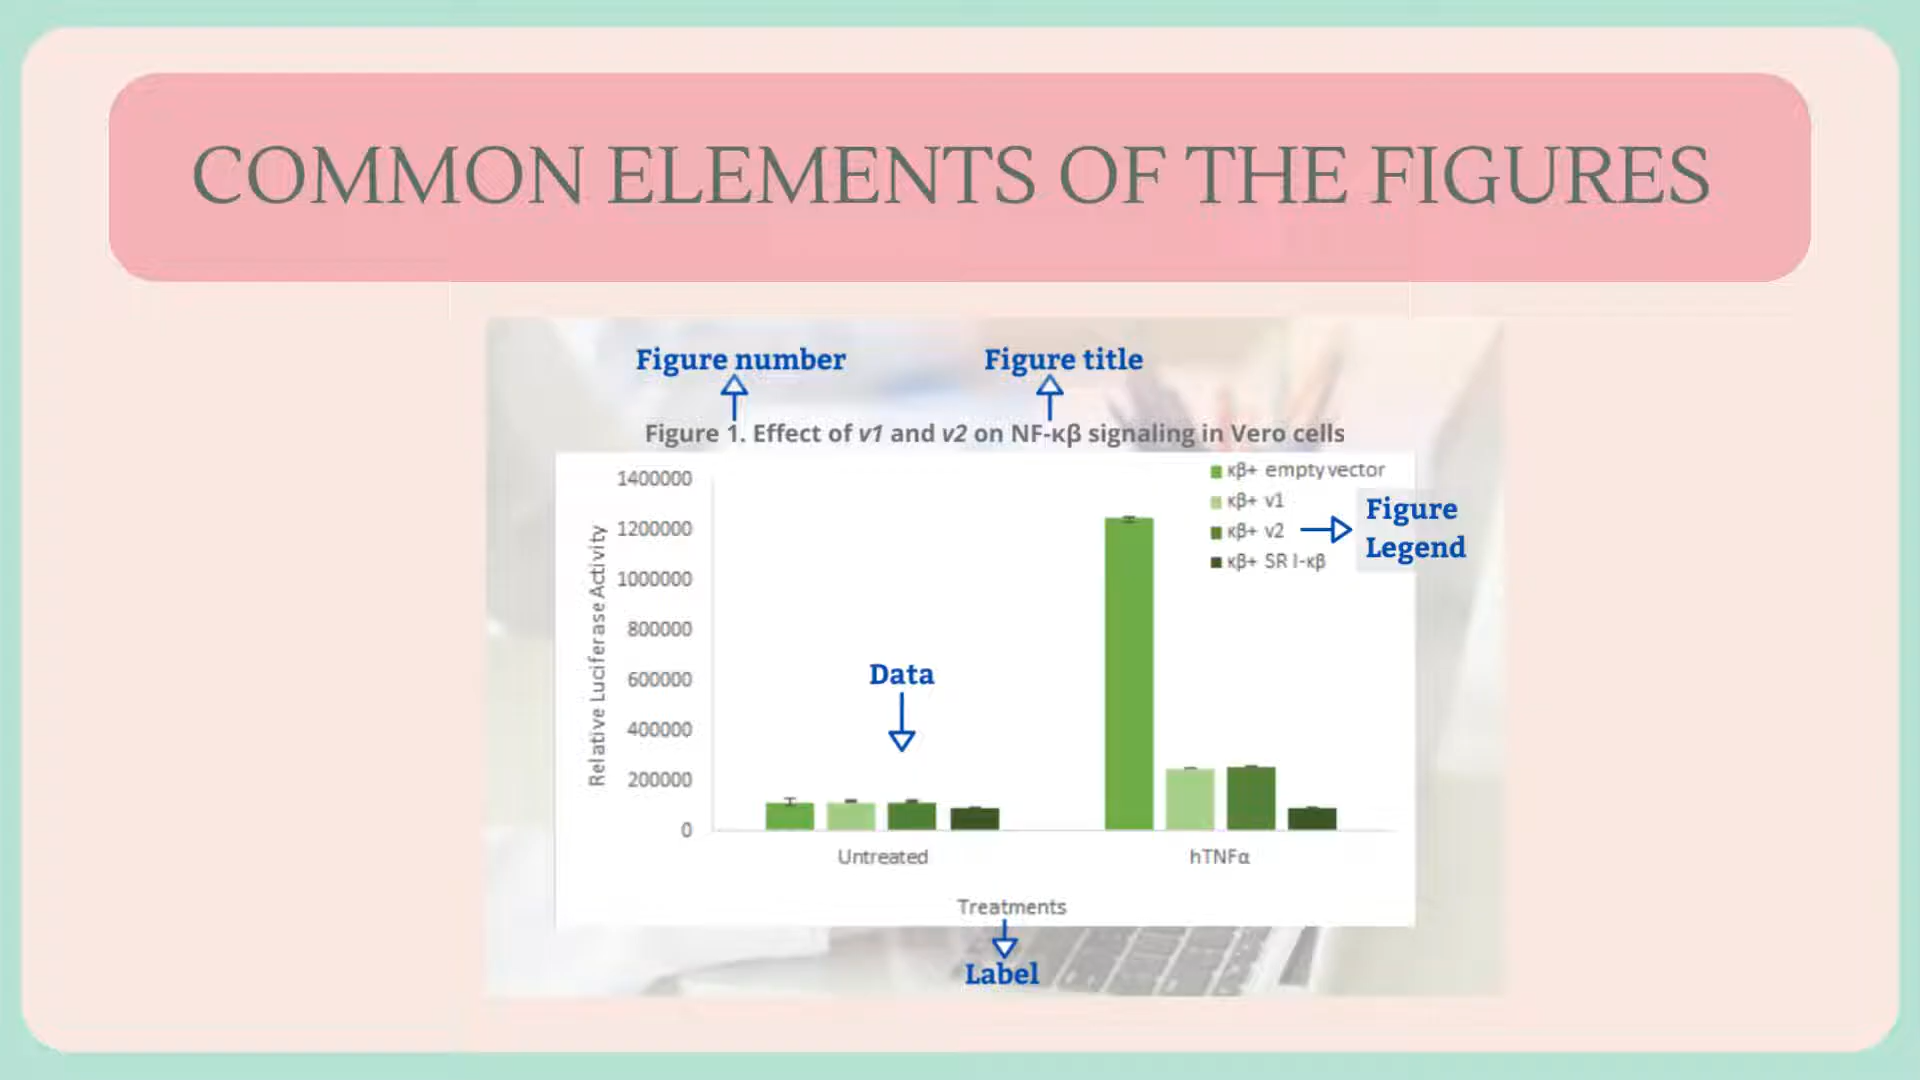 COMMON ELEMENTS OF THE FIGURES
Figure number
Figure title
Figure 1. Effect of v1 and v2 on NF-κβ signaling in Vero cells
κβ+ empty vector
κβ+ v1
κβ+ v2
κβ+ SR I-κβ
Figure
Legend
Relative Luciferase Activity
1400000
1200000
1000000
800000
600000
400000
200000
0
Data
Untreated
hTNFα
Treatments
Label